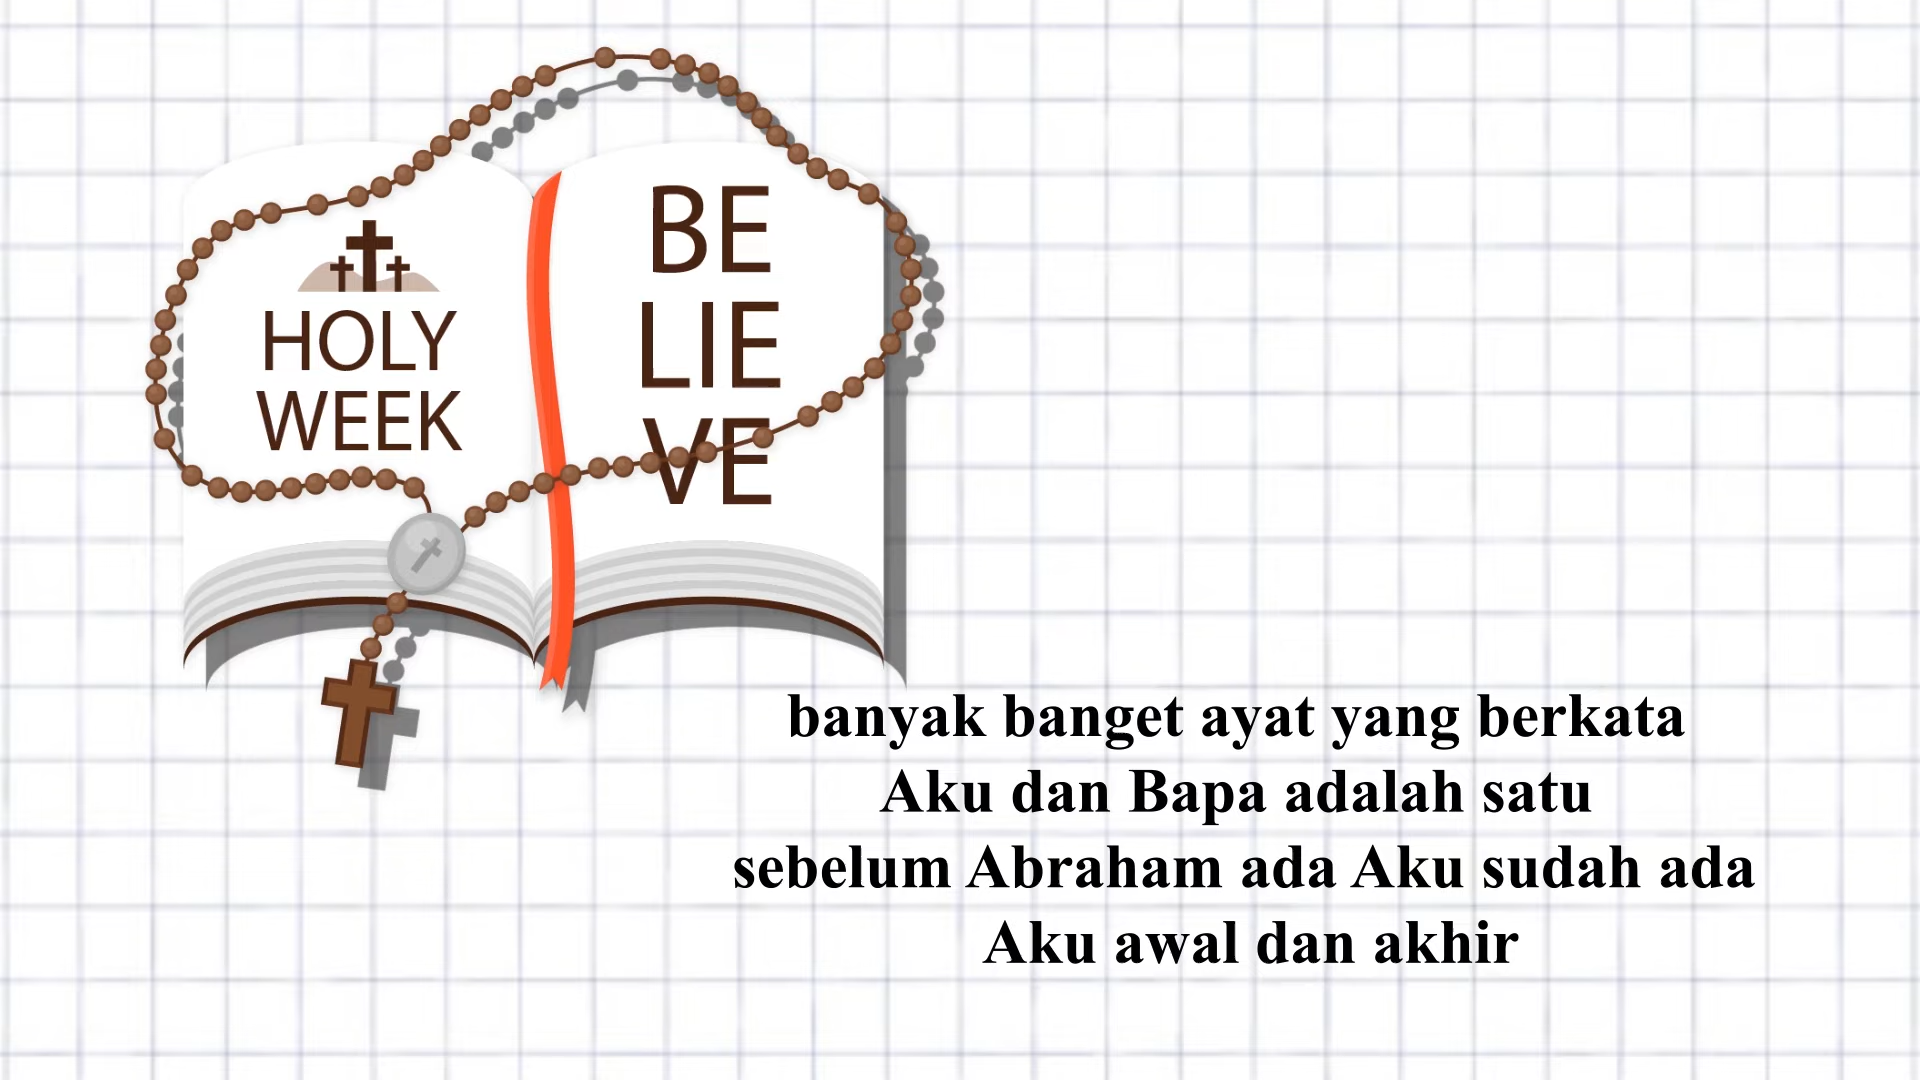 HOLY
WEEK
BE
LIE
VE
banyak banget ayat yang berkata
Aku dan Bapa adalah satu
sebelum Abraham ada Aku sudah ada
Aku awal dan akhir